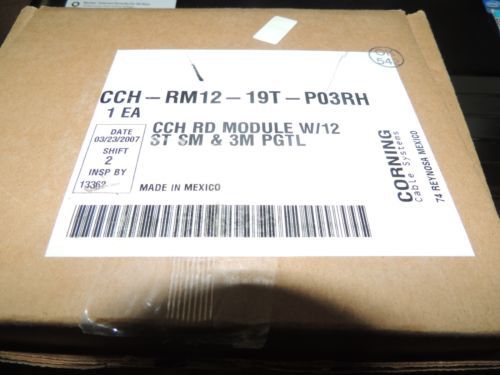 CCH-RM12-19T-P03RH
1 EA
DATE
03/23/2007
SHIFT
2
INSP BY
13362
CCH RD MODULE W/12
ST SM & 3M PGTL
MADE IN MEXICO
CORNING
Cable Systems
74 REYNOSA MEXICO